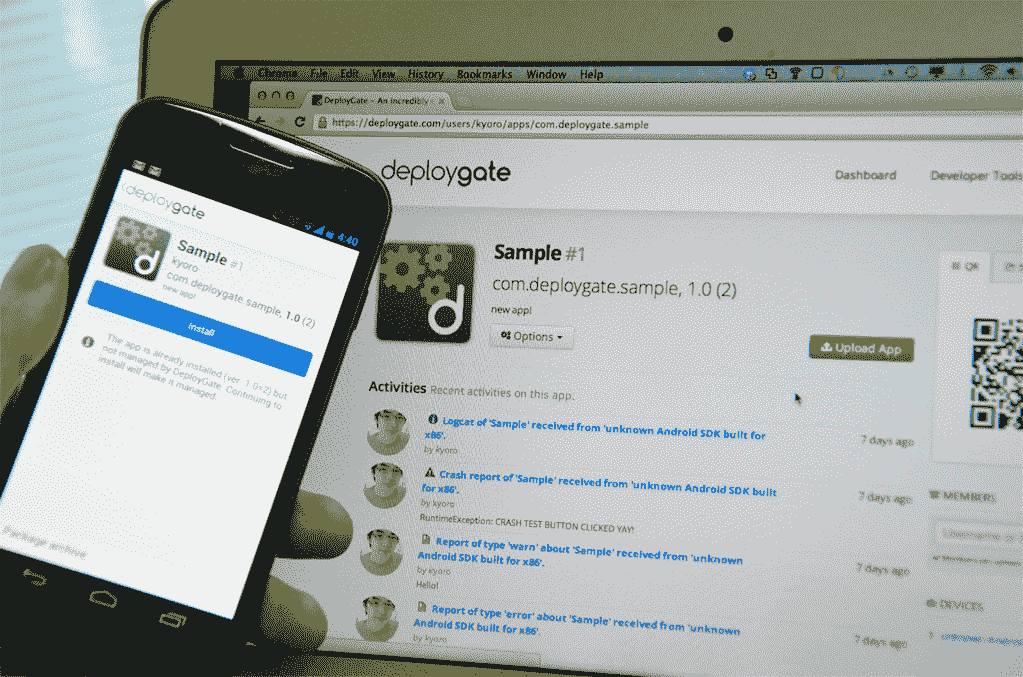 deploygate
4:40
Sample #1
kyoro
com.deploygate.sample, 1.0 (2)
new app!
Install
The app is already installed (ver. 1.0+2) but
not managed by DeployGate. Continuing to
install will make it managed.
Package archive
Chrome File Edit View History Bookmarks Window Help
DeployGate - An incredibly
https://deploygate.com/users/kyoro/apps/com.deploygate.sample
deploygate
Dashboard Developer Tools
Sample #1
com.deploygate.sample, 1.0 (2)
new app!
Options
Upload App
QR
Activities Recent activities on this app.
Logcat of 'Sample' received from 'unknown Android SDK built for
x86'.
by kyoro
7 days ago
Crash report of 'Sample' received from 'unknown Android SDK built
for x86'.
by kyoro
RuntimeException: CRASH TEST BUTTON CLICKED YAY!
7 days ago
Report of type 'warn' about 'Sample' received from 'unknown
Android SDK built for x86'.
by kyoro
Hello!
7 days ago
Report of type 'error' about 'Sample' received from 'unknown
Android SDK built for x86'.
by kyoro
7 days ago
MEMBERS
DEVICES
unknown Android